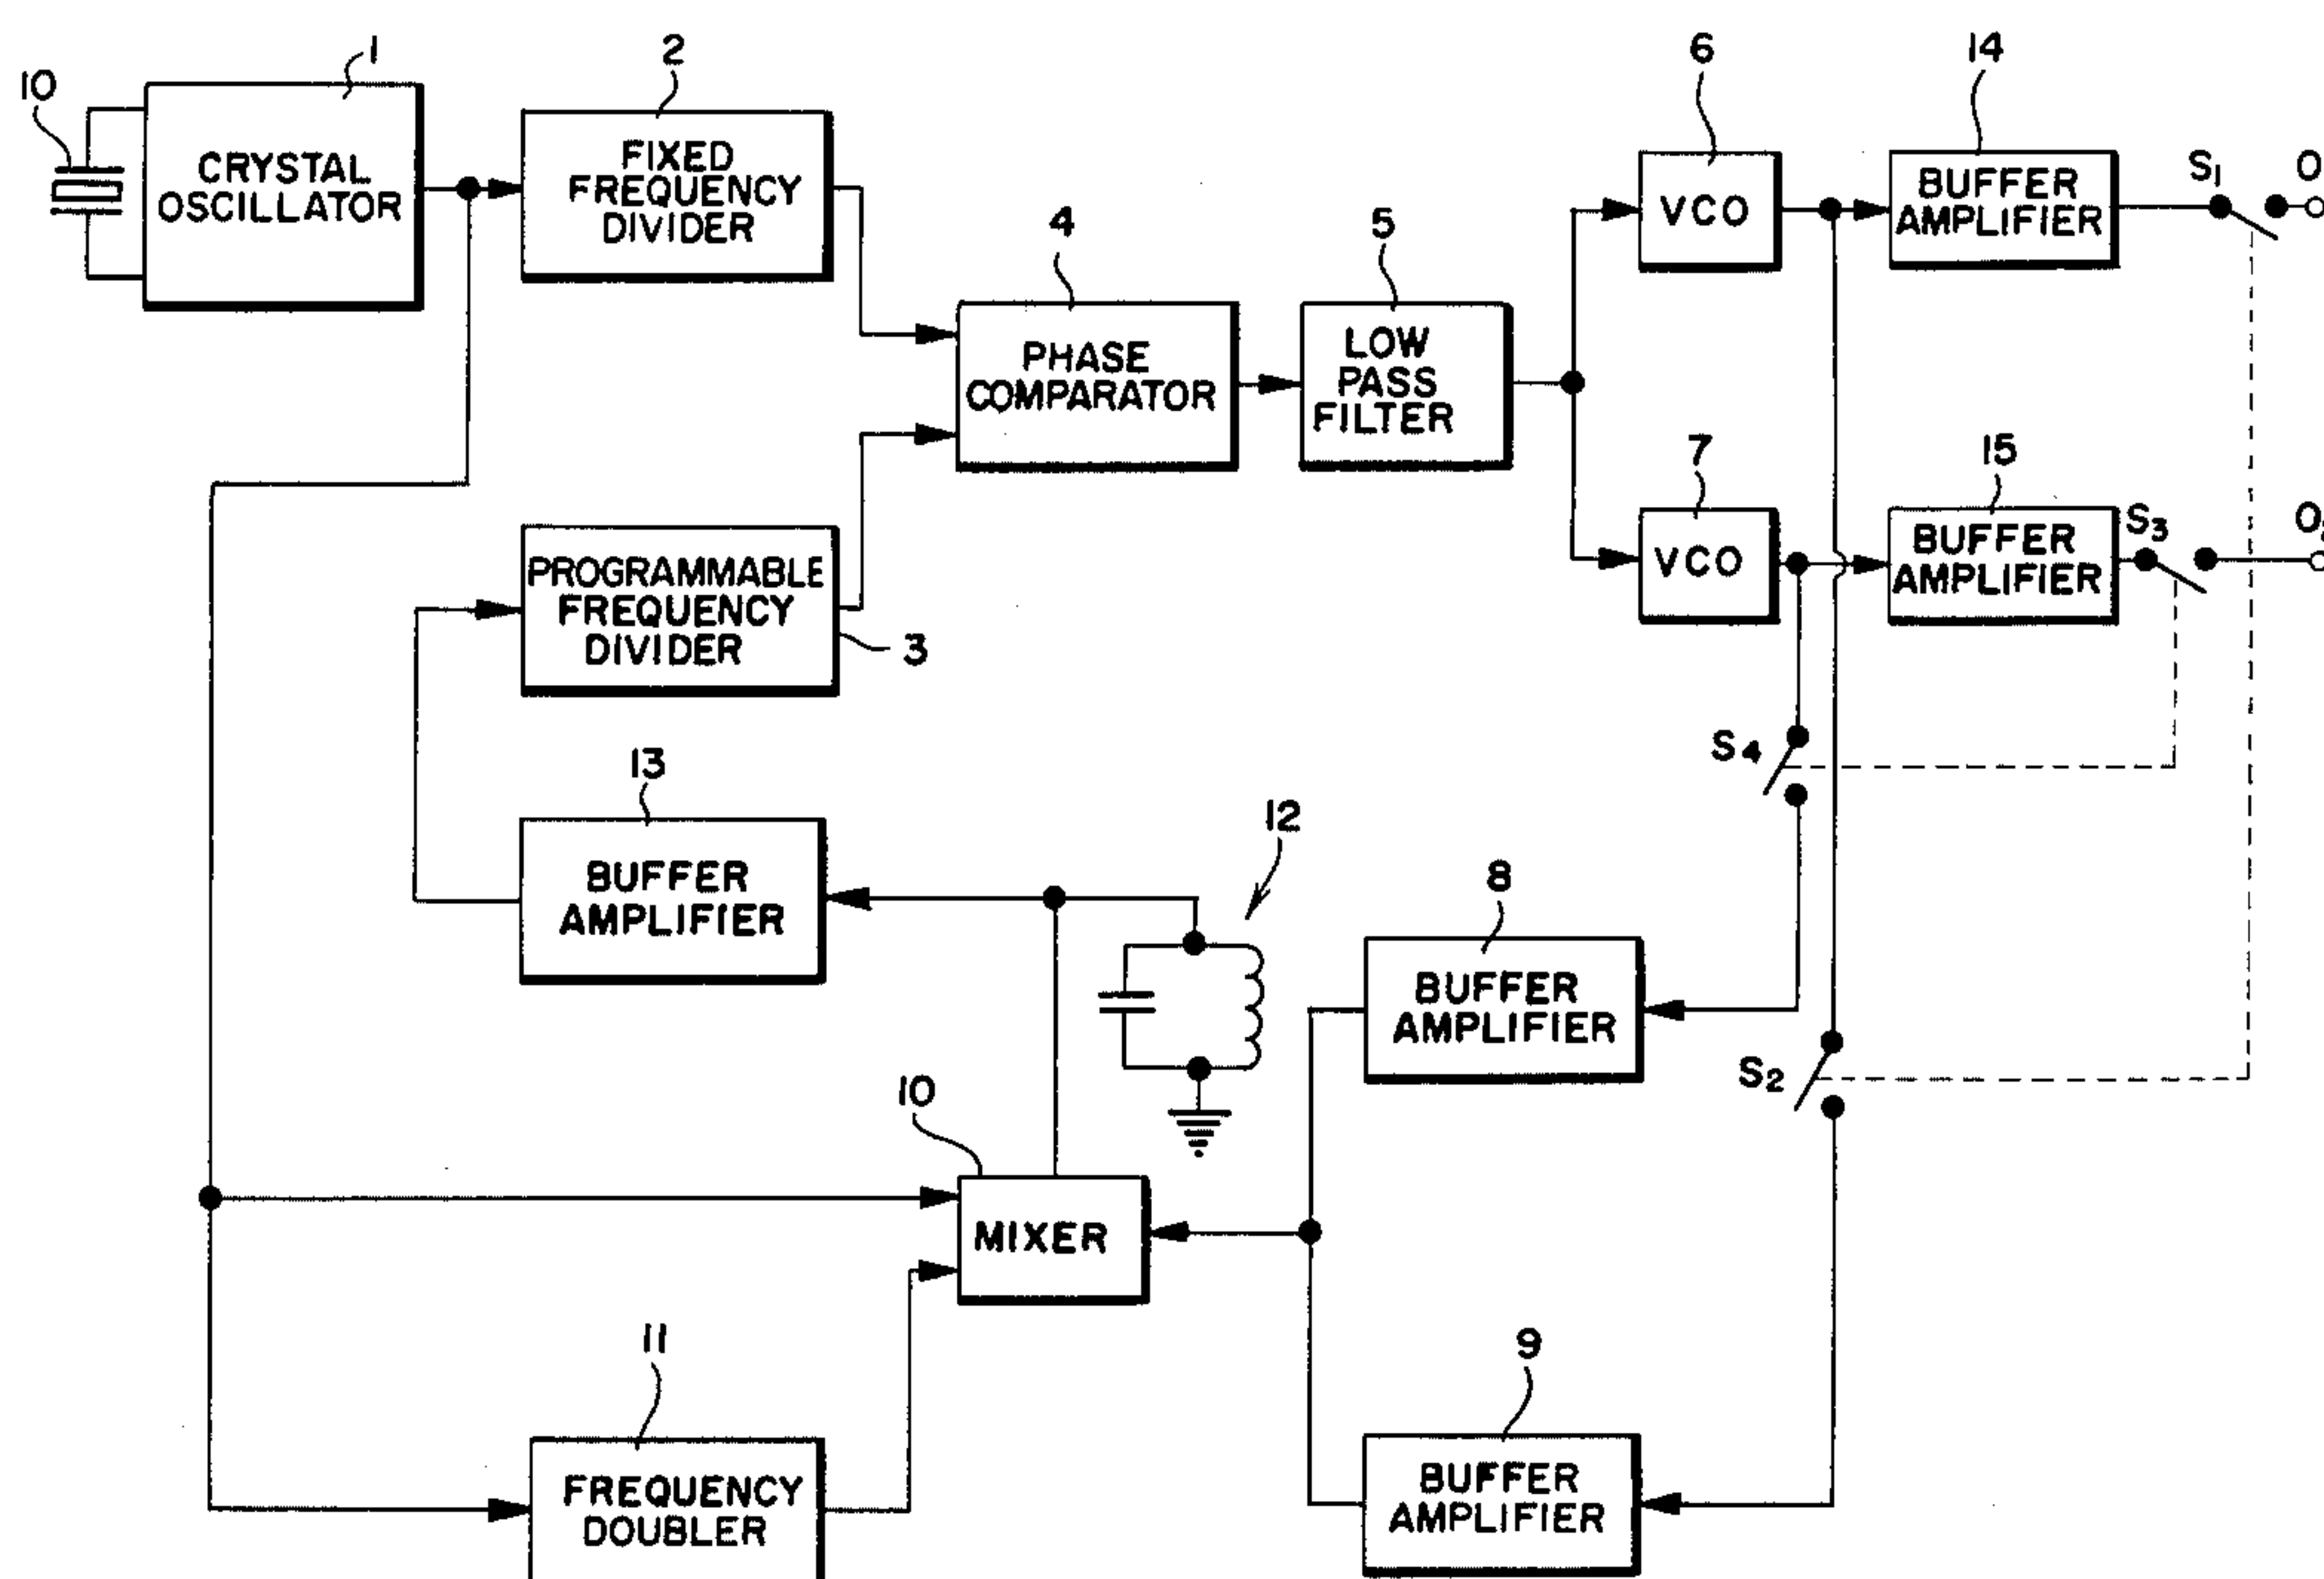 10
1
CRYSTAL
OSCILLATOR
2
FIXED
FREQUENCY
DIVIDER
4
PHASE
COMPARATOR
5
LOW
PASS
FILTER
6
VCO
14
BUFFER
AMPLIFIER
S1
7
VCO
15
BUFFER
AMPLIFIER
S3
PROGRAMMABLE
FREQUENCY
DIVIDER
3
S4
13
BUFFER
AMPLIFIER
12
8
BUFFER
AMPLIFIER
S2
10
MIXER
11
FREQUENCY
DOUBLER
9
BUFFER
AMPLIFIER